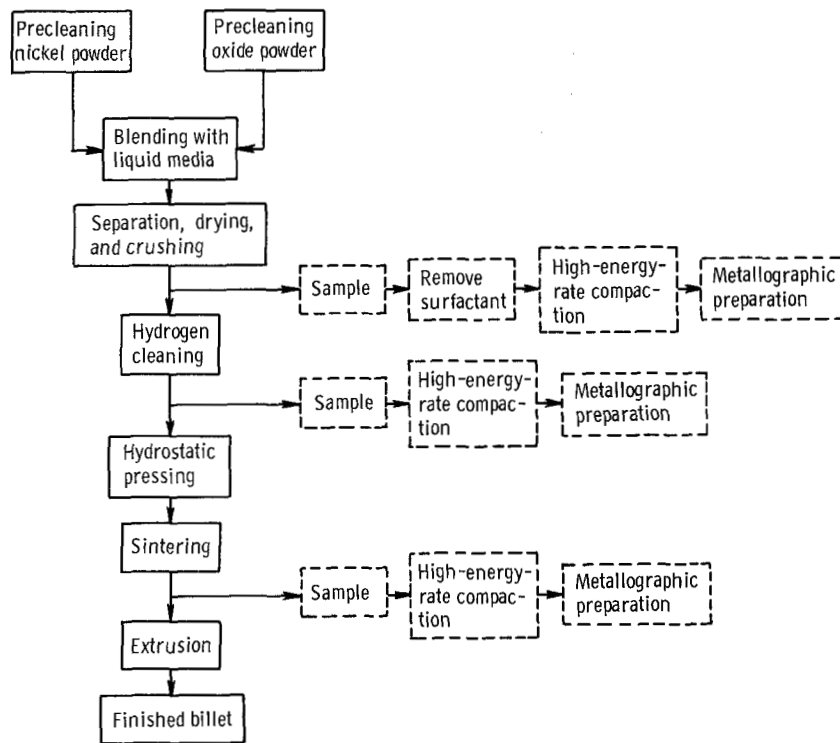 Precleaning
nickel powder
Precleaning
oxide powder
Blending with
liquid media
Separation, drying,
and crushing
Sample
Remove
surfactant
High-energy-
rate compac-
tion
Metallographic
preparation
Hydrogen
cleaning
Sample
High-energy-
rate compac-
tion
Metallographic
preparation
Hydrostatic
pressing
Sintering
Sample
High-energy-
rate compac-
tion
Metallographic
preparation
Extrusion
Finished billet